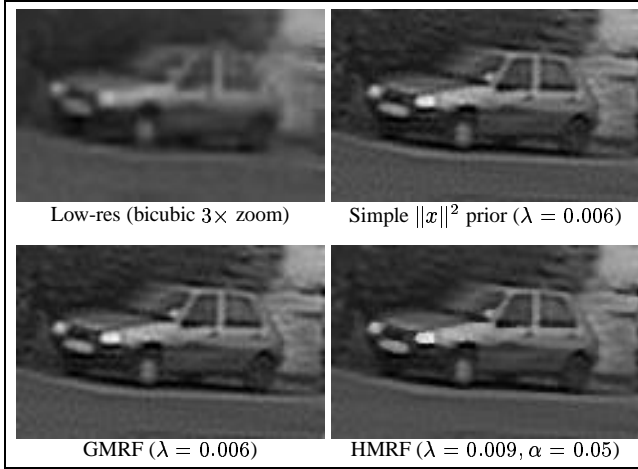 Low-res (bicubic 3× zoom)
Simple ||x||² prior (λ = 0.006)
GMRF (λ = 0.006)
HMRF (λ = 0.009, α = 0.05)